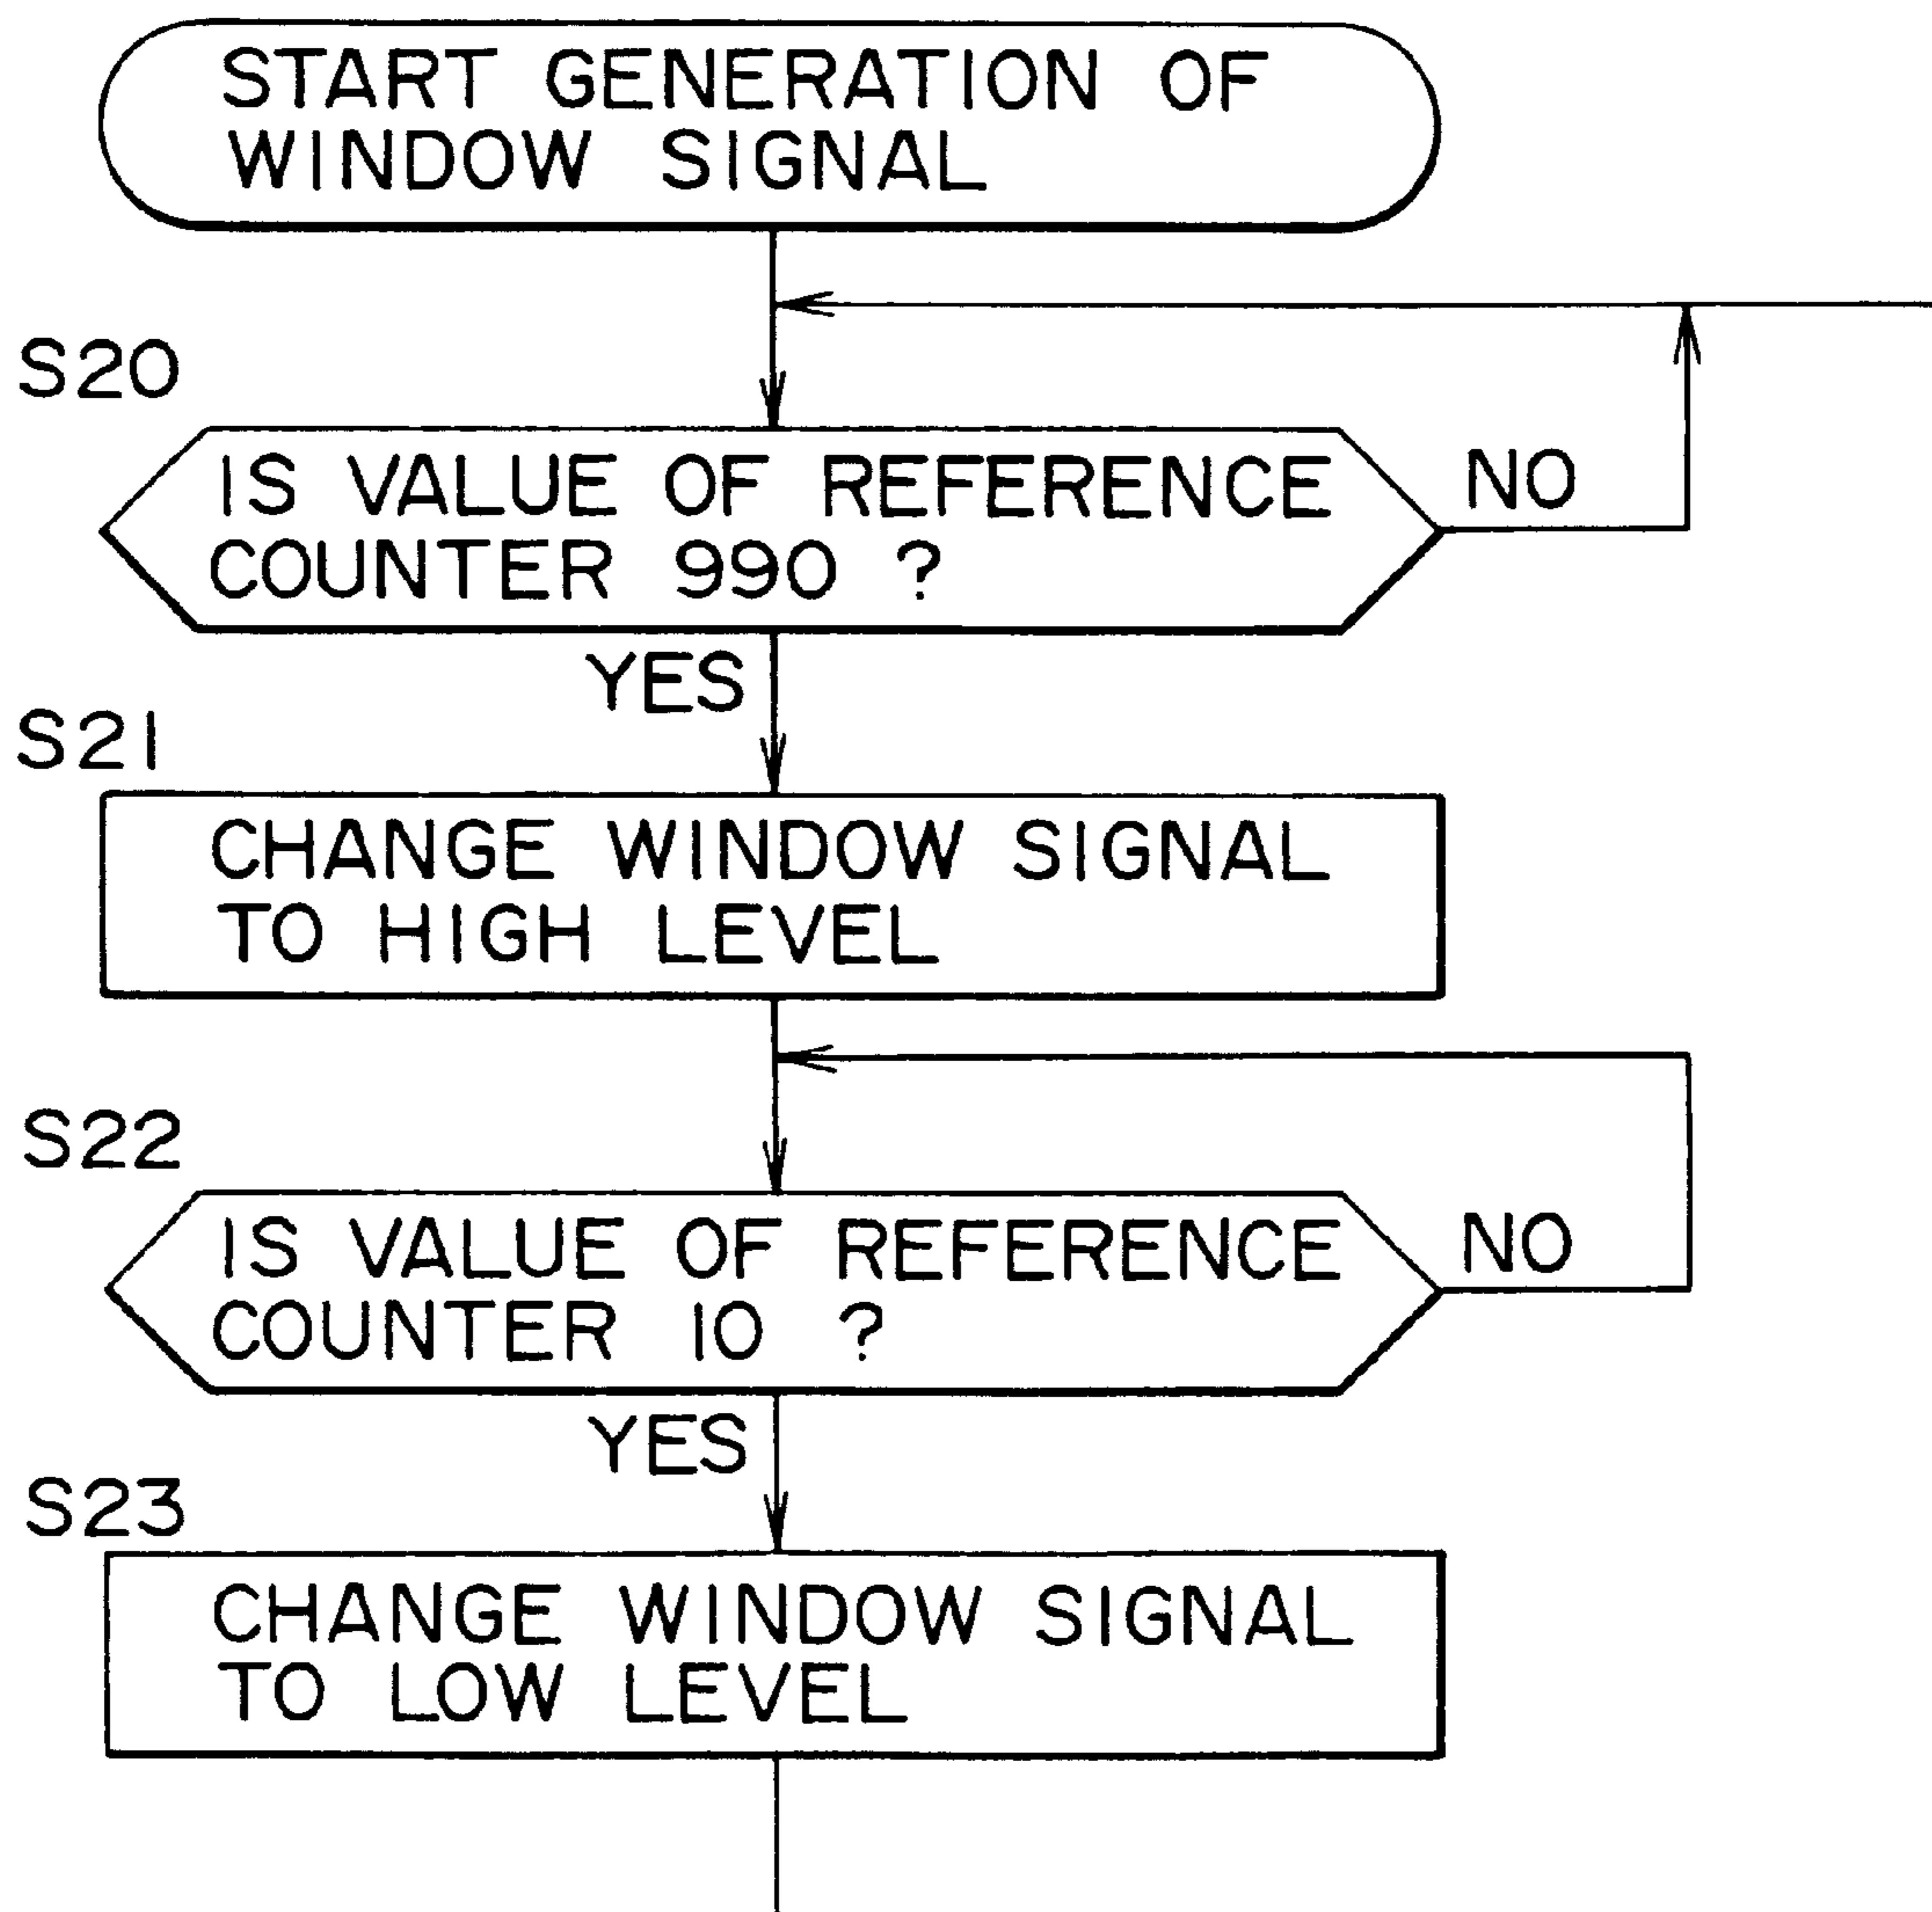 START GENERATION OF
WINDOW SIGNAL
S20
IS VALUE OF REFERENCE
COUNTER 990 ?
NO
YES
S21
CHANGE WINDOW SIGNAL
TO HIGH LEVEL
S22
IS VALUE OF REFERENCE
COUNTER 10 ?
NO
YES
S23
CHANGE WINDOW SIGNAL
TO LOW LEVEL